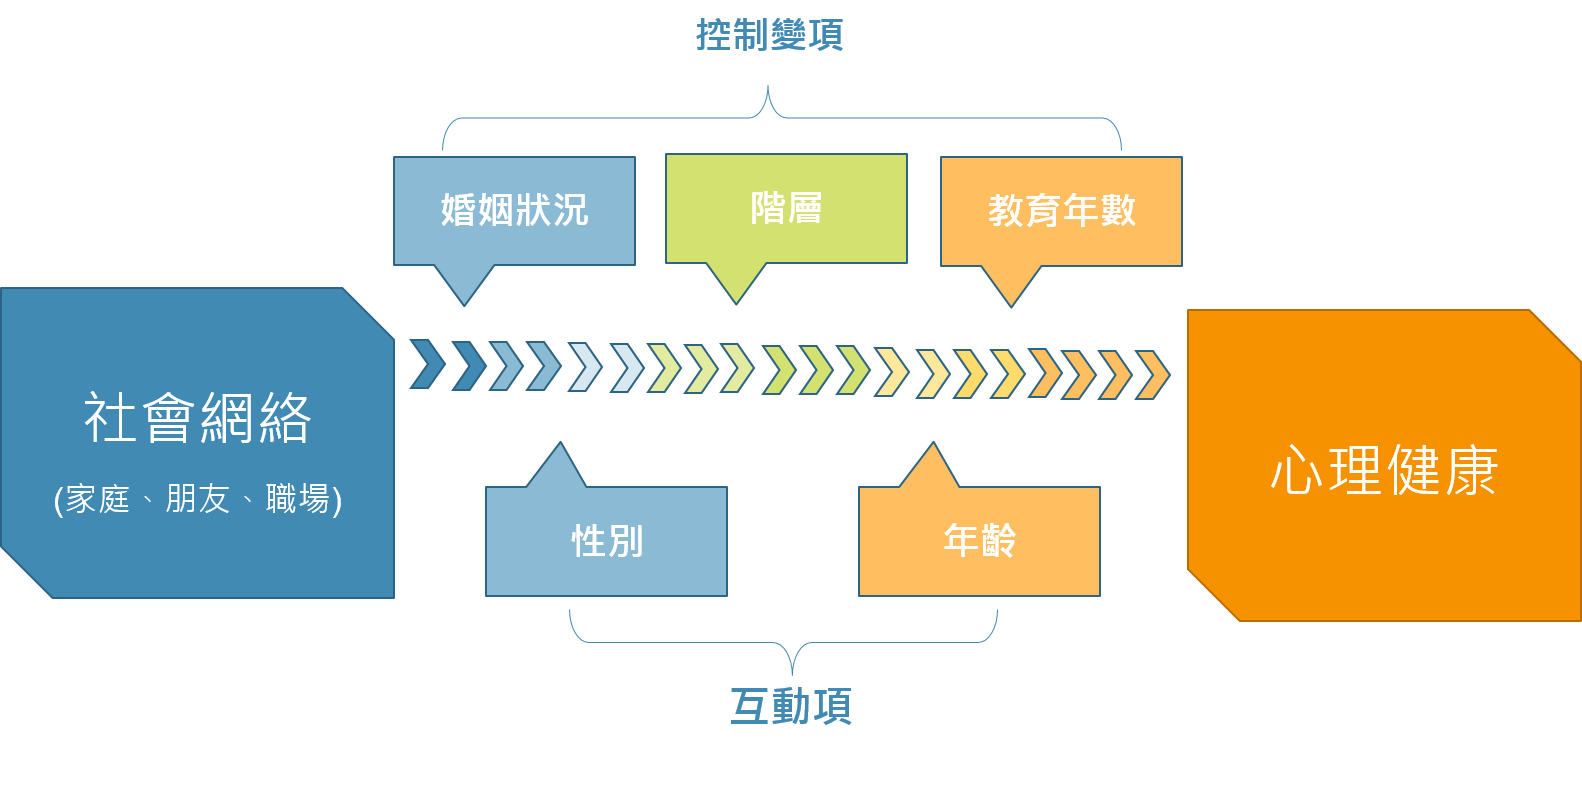 控制變項
婚姻狀況
階層
教育年數
社會網絡
(家庭、朋友、職場)
心理健康
性別
年齡
互動項